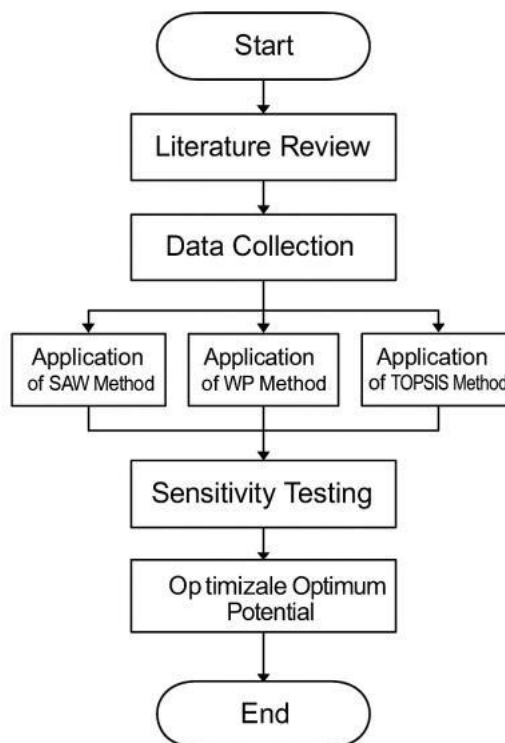 Start
Literature Review
Data Collection
Application
of SAW Method
Application
of WP Method
Application
of TOPSIS Method
Sensitivity Testing
Op timizale Optimum
Potential
End